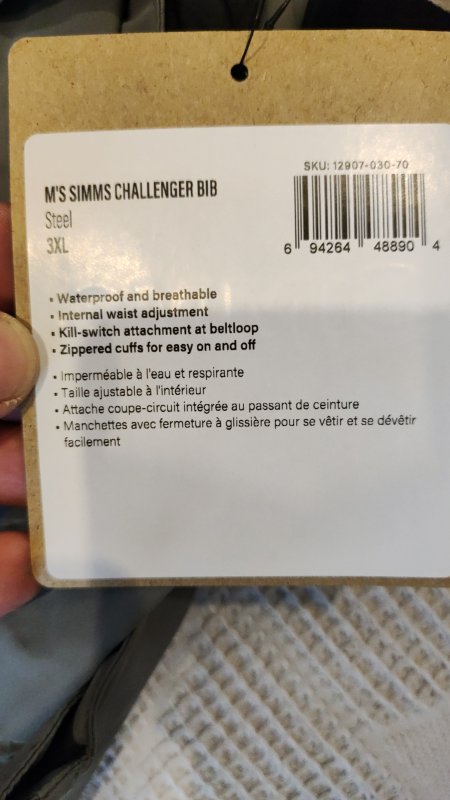 SKU: 12907-030-70
M'S SIMMS CHALLENGER BIB
Steel
3XL
6 94264 48890 4
• Waterproof and breathable
• Internal waist adjustment
• Kill-switch attachment at beltloop
• Zippered cuffs for easy on and off
• Imperméable à l'eau et respirante
• Taille ajustable à l'intérieur
• Attache coupe-circuit intégrée au passant de ceinture
• Manchettes avec fermeture à glissière pour se vêtir et se dévêtir
facilement